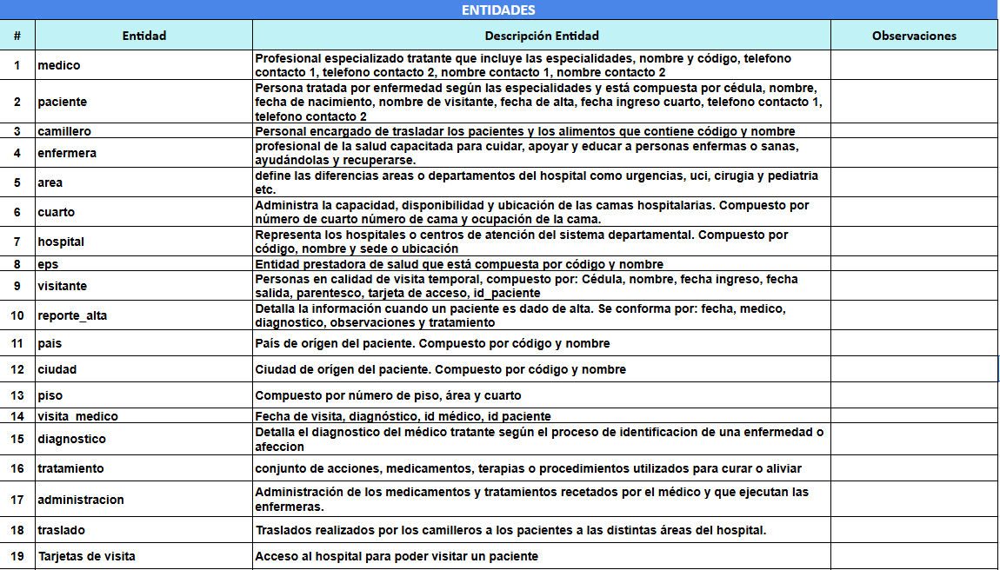 ENTIDADES
# Entidad Descripción Entidad Observaciones
1 medico Profesional especializado tratante que incluye las especialidades, nombre y código, telefono
contacto 1, telefono contacto 2, nombre contacto 1, nombre contacto 2
2 paciente Persona tratada por enfermedad según las especialidades y está compuesta por cédula, nombre,
fecha de nacimiento, nombre de visitante, fecha de alta, fecha ingreso cuarto, telefono contacto 1,
telefono contacto 2
3 camillero Personal encargado de trasladar los pacientes y los alimentos que contiene código y nombre
4 enfermera profesional de la salud capacitada para cuidar, apoyar y educar a personas enfermas o sanas,
ayudándolas y recuperarse.
5 area define las diferencias areas o departamentos del hospital como urgencias, uci, cirugia y pediatria
etc.
6 cuarto Administra la capacidad, disponibilidad y ubicación de las camas hospitalarias. Compuesto por
número de cuarto número de cama y ocupación de la cama.
7 hospital Representa los hospitales o centros de atención del sistema departamental. Compuesto por
código, nombre y sede o ubicación
8 eps Entidad prestadora de salud que está compuesta por código y nombre
9 visitante Personas en calidad de visita temporal, compuesto por: Cédula, nombre, fecha ingreso, fecha
salida, parentesco, tarjeta de acceso, id_paciente
10 reporte_alta Detalla la información cuando un paciente es dado de alta. Se conforma por: fecha, medico,
diagnostico, observaciones y tratamiento
11 pais País de orígen del paciente. Compuesto por código y nombre
12 ciudad Ciudad de orígen del paciente. Compuesto por código y nombre
13 piso Compuesto por número de piso, área y cuarto
14 visita_medico Fecha de visita, diagnóstico, id médico, id paciente
15 diagnostico Detalla el diagnostico del médico tratante según el proceso de identificacion de una enfermedad o
afeccion
16 tratamiento conjunto de acciones, medicamentos, terapias o procedimientos utilizados para curar o aliviar
17 administracion Administración de los medicamentos y tratamientos recetados por el médico y que ejecutan las
enfermeras.
18 traslado Traslados realizados por los camilleros a los pacientes a las distintas áreas del hospital.
19 Tarjetas de visita Acceso al hospital para poder visitar un paciente